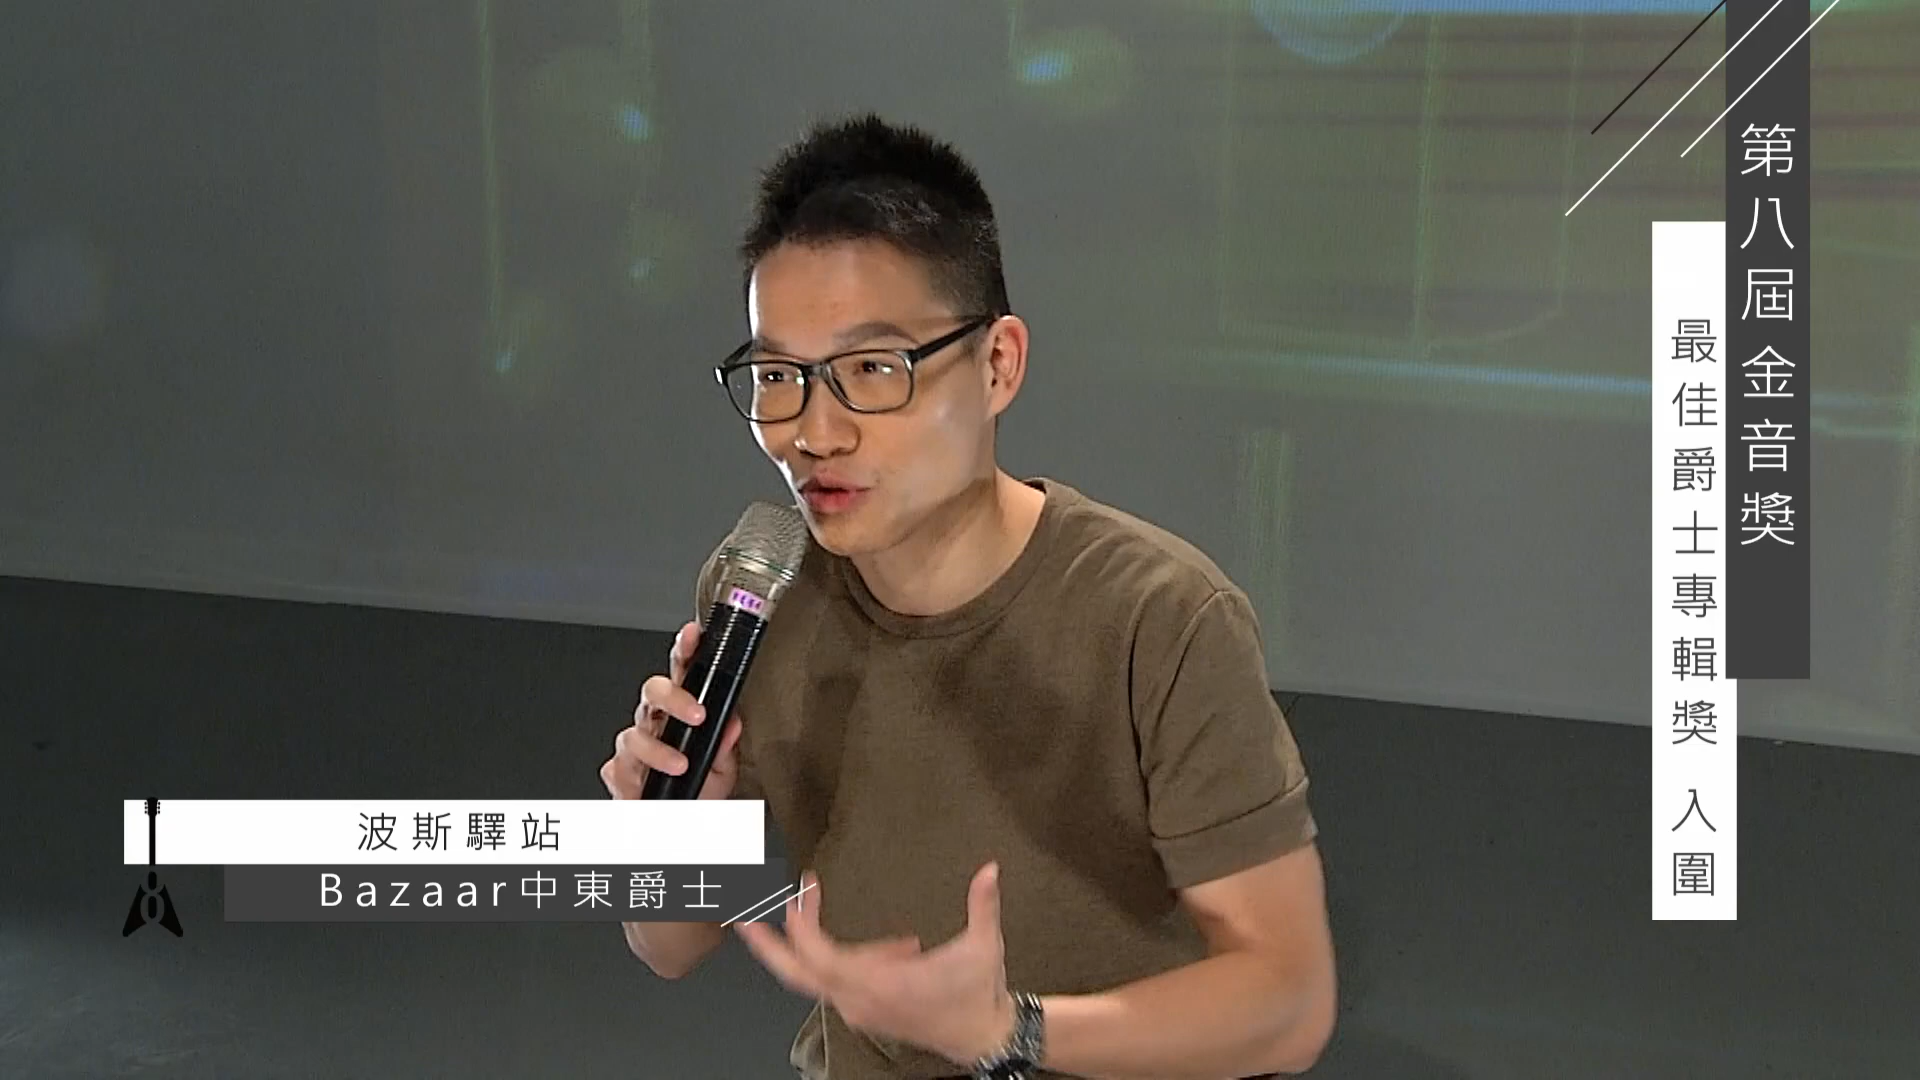 第八屆金音獎
最佳爵士專輯獎 入圍
波斯驛站
Bazaar中東爵士